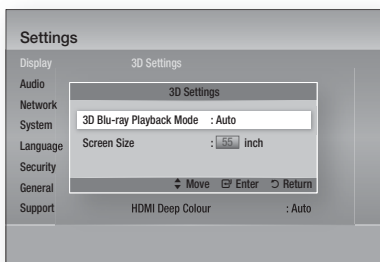 Settings
Display 3D Settings
Audio
Network
System
Language
Security
General
Support
3D Settings
3D Blu-ray Playback Mode : Auto
Screen Size : 55 inch
Move Enter Return
HDMI Deep Colour : Auto